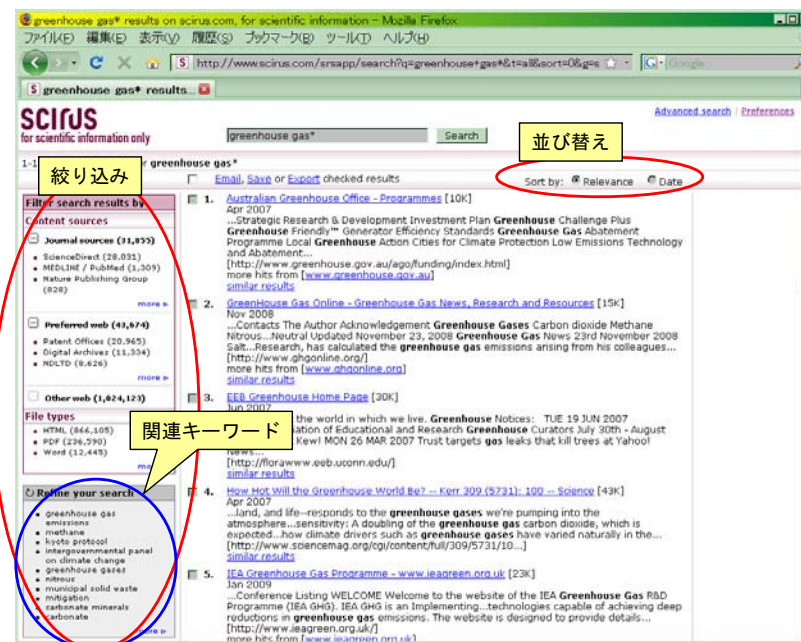 greenhouse gas* results on scirus.com, for scientific information - Mozilla Firefox
ファイル(F) 編集(E) 表示(V) 履歴(S) ブックマーク(B) ツール(T) ヘルプ(H)
http://www.scirus.com/srsapp/search?q=greenhouse+gas*&t=all&sort=0&g=s
Google
greenhouse gas* results...
Advanced search | Preferences
SCIRUS
for scientific information only
greenhouse gas*
Search
並び替え
絞り込み
greenhouse gas*
Email, Save or Export checked results
Sort by: Relevance Date
Filter search results by
Content sources
Journal sources (31,855)
ScienceDirect (28,031)
MEDLINE / PubMed (1,309)
Nature Publishing Group
(828)
more
Preferred web (43,674)
Patent Offices (20,965)
Digital Archives (11,334)
NDLTD (8,626)
more
Other web (1,024,123)
File types
HTML (866,105)
PDF (236,590)
Word (12,445)
関連キーワード
Refine your search
greenhouse gas
emissions
methane
kyoto protocol
intergovernmental panel
on climate change
greenhouse gases
nitrous
municipal solid waste
mitigation
carbonate minerals
carbonate
more
1. Australian Greenhouse Office - Programmes [10K]
Apr 2007
...Strategic Research & Development Investment Plan Greenhouse Challenge Plus
Greenhouse Friendly™ Generator Efficiency Standards Greenhouse Gas Abatement
Programme Local Greenhouse Action Cities for Climate Protection Low Emissions Technology
and Abatement...
[http://www.greenhouse.gov.au/ago/funding/index.html]
more hits from [www.greenhouse.gov.au]
similar results
2. GreenHouse Gas Online - Greenhouse Gas News, Research and Resources [15K]
Nov 2008
...Contacts The Author Acknowledgement Greenhouse Gases Carbon dioxide Methane
Nitrous...Neutral Updated November 23, 2008 Greenhouse Gas News 23rd November 2008
Salt...Research, has calculated the greenhouse gas emissions arising from his colleagues...
[http://www.ghgonline.org/]
more hits from [www.ghgonline.org]
similar results
3. EEB Greenhouse Home Page [30K]
Jun 2007
the world in which we live. Greenhouse Notices: TUE 19 JUN 2007
ation of Educational and Research Greenhouse Curators July 30th - August
Kew! MON 26 MAR 2007 Trust targets gas leaks that kill trees at Yahoo!
News...
[http://florawww.eeb.uconn.edu/]
similar results
4. How Hot Will the Greenhouse World Be? -- Kerr 309 (5731): 100 -- Science [43K]
Apr 2007
...land, and life--responds to the greenhouse gases we're pumping into the
atmosphere...sensitivity: A doubling of the greenhouse gas carbon dioxide, which is
expected...how climate drivers such as greenhouse gases have varied naturally in the...
[http://www.sciencemag.org/cgi/content/full/309/5731/10...]
similar results
5. IEA Greenhouse Gas Programme - www.ieagreen.org.uk [23K]
Jan 2009
...Conference Listing WELCOME Welcome to the website of the IEA Greenhouse Gas R&D
Programme (IEA GHG). IEA GHG is an Implementing...technologies capable of achieving deep
reductions in greenhouse gas emissions. The website is designed to provide details...
[http://www.ieagreen.org.uk/]
more hits from [www.ieagreen.org.uk]